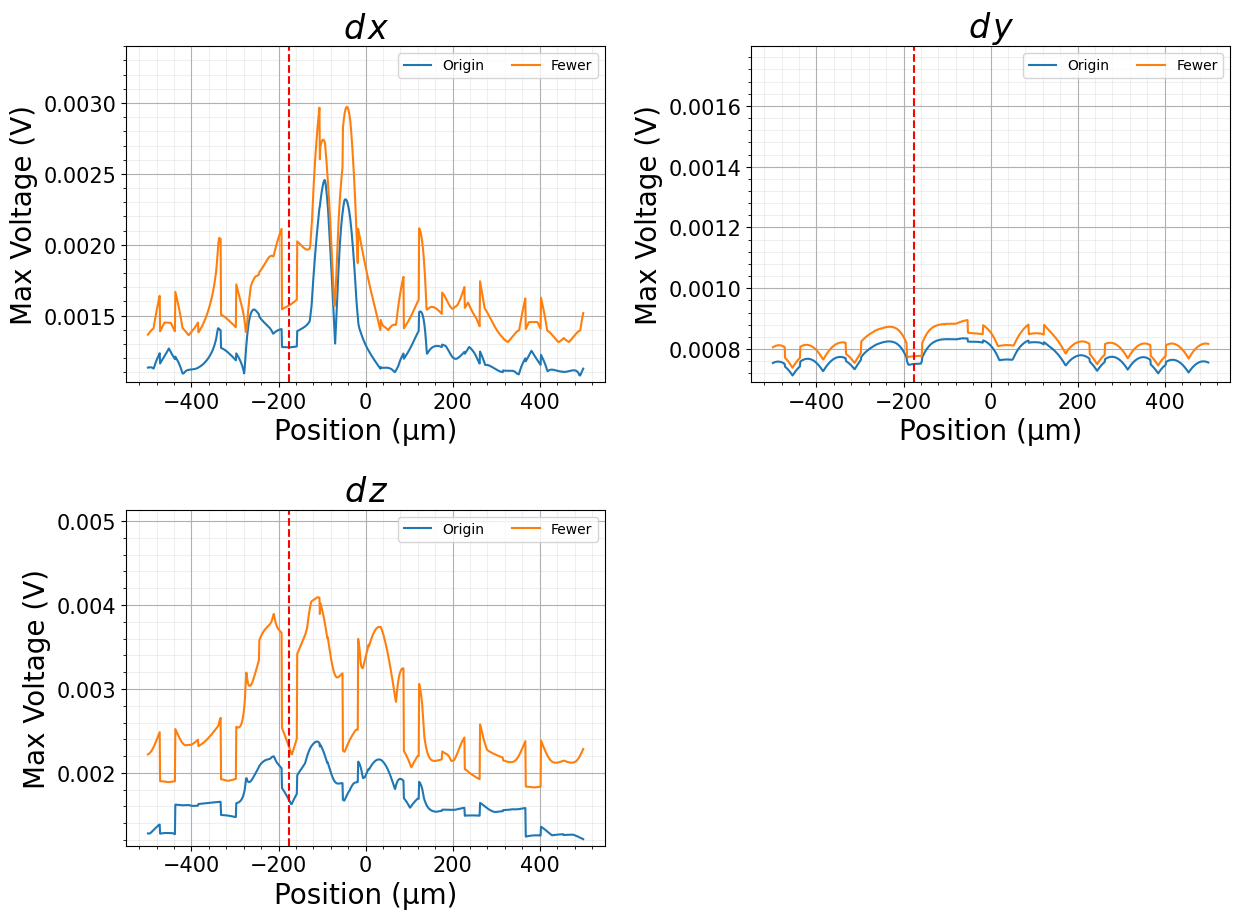 dx
Origin Fewer
0.0030
0.0025
0.0020
0.0015
Max Voltage (V)
−400 −200 0 200 400
Position (μm)
dy
Origin Fewer
0.0016
0.0014
0.0012
0.0010
0.0008
Max Voltage (V)
−400 −200 0 200 400
Position (μm)
dz
Origin Fewer
0.005
0.004
0.003
0.002
Max Voltage (V)
−400 −200 0 200 400
Position (μm)